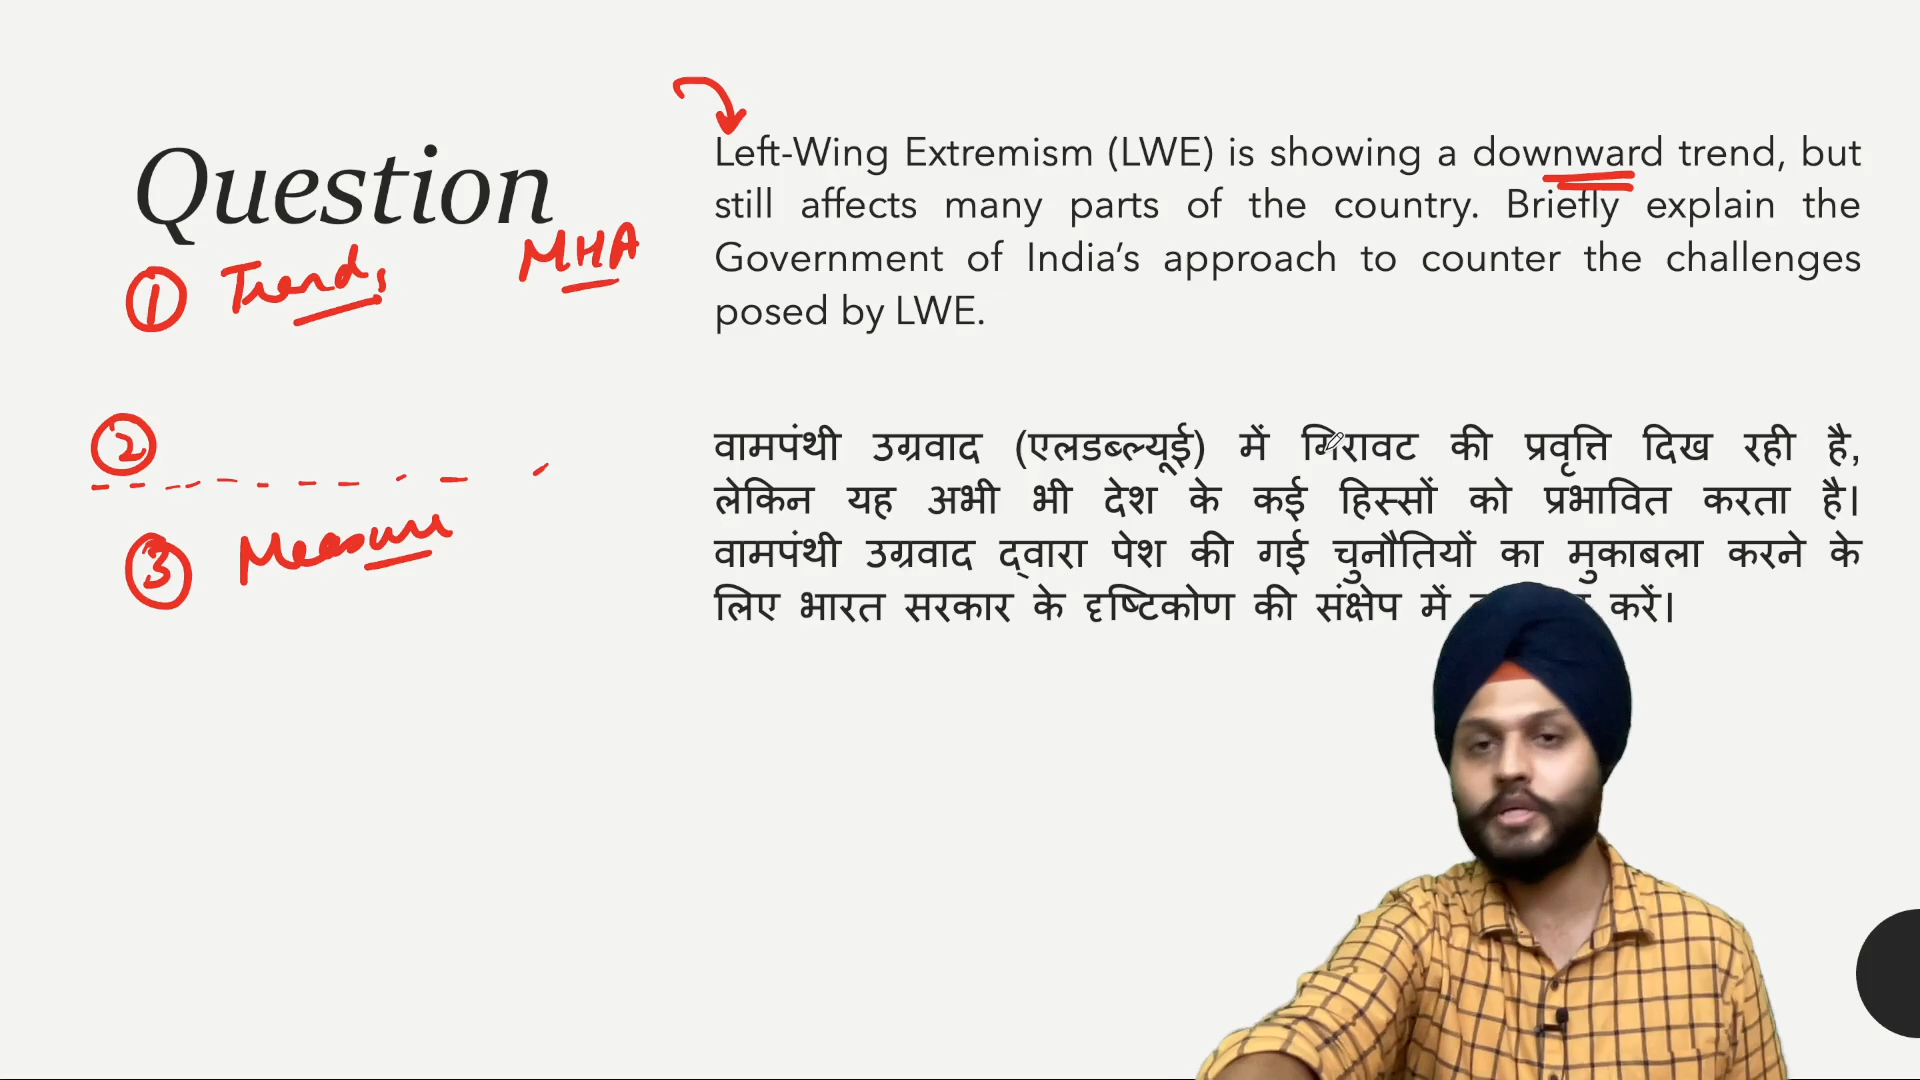 Question
① Trends
MHA
②
③ Measure
Left-Wing Extremism (LWE) is showing a downward trend, but
still affects many parts of the country. Briefly explain the
Government of India’s approach to counter the challenges
posed by LWE.
वामपंथी उग्रवाद (एलडब्ल्यूई) में गिरावट की प्रवृत्ति दिख रही है,
लेकिन यह अभी भी देश के कई हिस्सों को प्रभावित करता है।
वामपंथी उग्रवाद द्वारा पेश की गई चुनौतियों का मुकाबला करने के
लिए भारत सरकार के दृष्टिकोण की संक्षेप में करें।